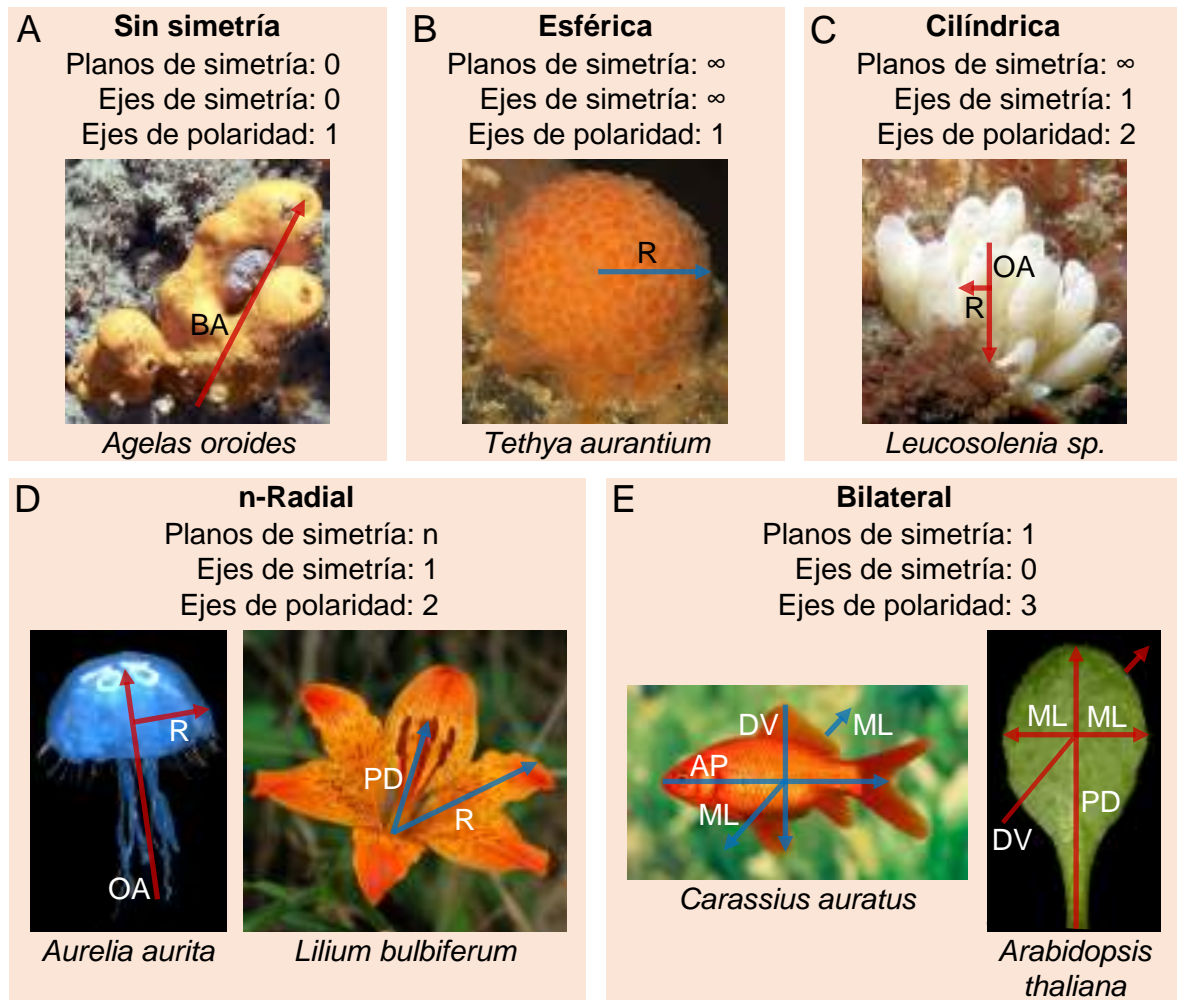 A
Sin simetría
Planos de simetría: 0
Ejes de simetría: 0
Ejes de polaridad: 1
BA
Agelas oroides
B
Esférica
Planos de simetría: ∞
Ejes de simetría: ∞
Ejes de polaridad: 1
R
Tethya aurantium
C
Cilíndrica
Planos de simetría: ∞
Ejes de simetría: 1
Ejes de polaridad: 2
OA
R
Leucosolenia sp.
D
n-Radial
Planos de simetría: n
Ejes de simetría: 1
Ejes de polaridad: 2
R
OA
Aurelia aurita
PD
R
Lilium bulbiferum
E
Bilateral
Planos de simetría: 1
Ejes de simetría: 0
Ejes de polaridad: 3
DV
ML
AP
ML
Carassius auratus
ML
ML
PD
DV
Arabidopsis
thaliana